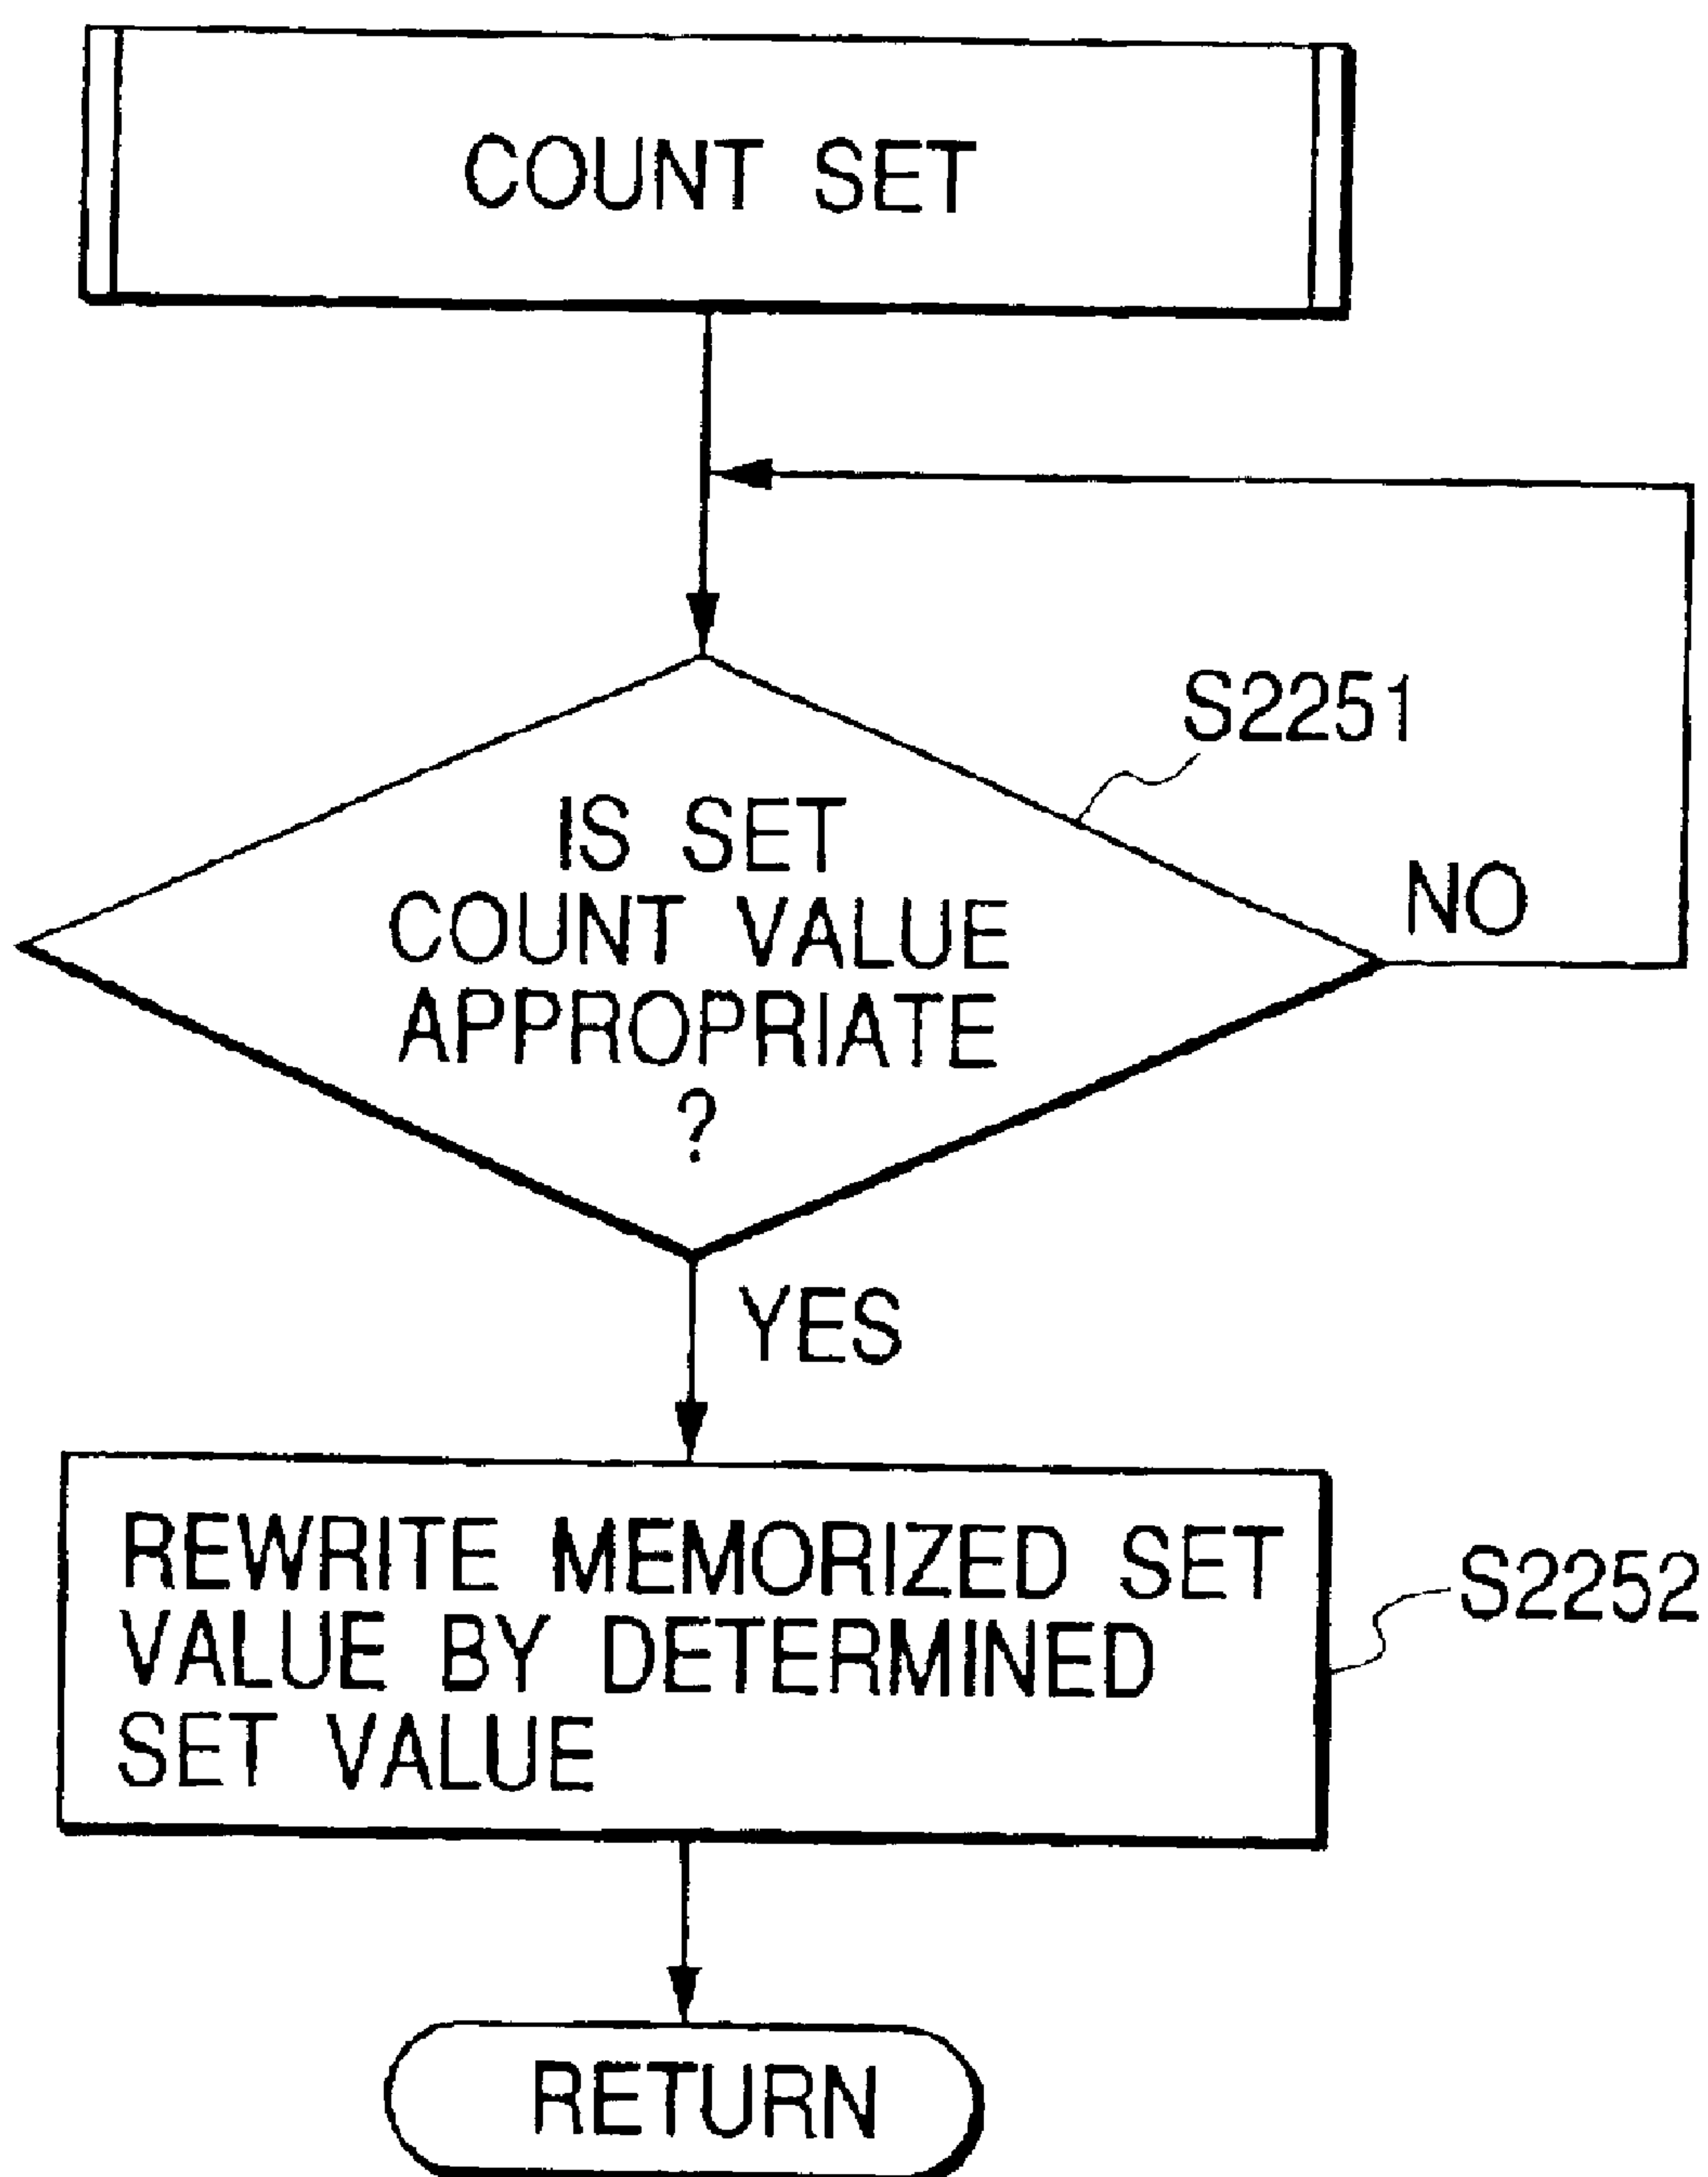 COUNT SET
S2251
IS SET
COUNT VALUE
APPROPRIATE
?
NO
YES
REWRITE MEMORIZED SET
VALUE BY DETERMINED
SET VALUE
S2252
RETURN